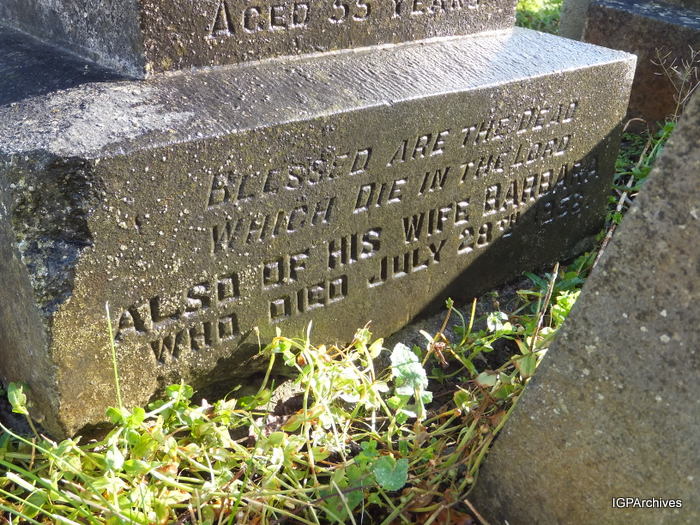 AGED 55 YEARS
BLESSED ARE THE DEAD
WHICH DIE IN THE LORD
ALSO OF HIS WIFE BARBARA
WHO DIED JULY 28TH
IGPArchives